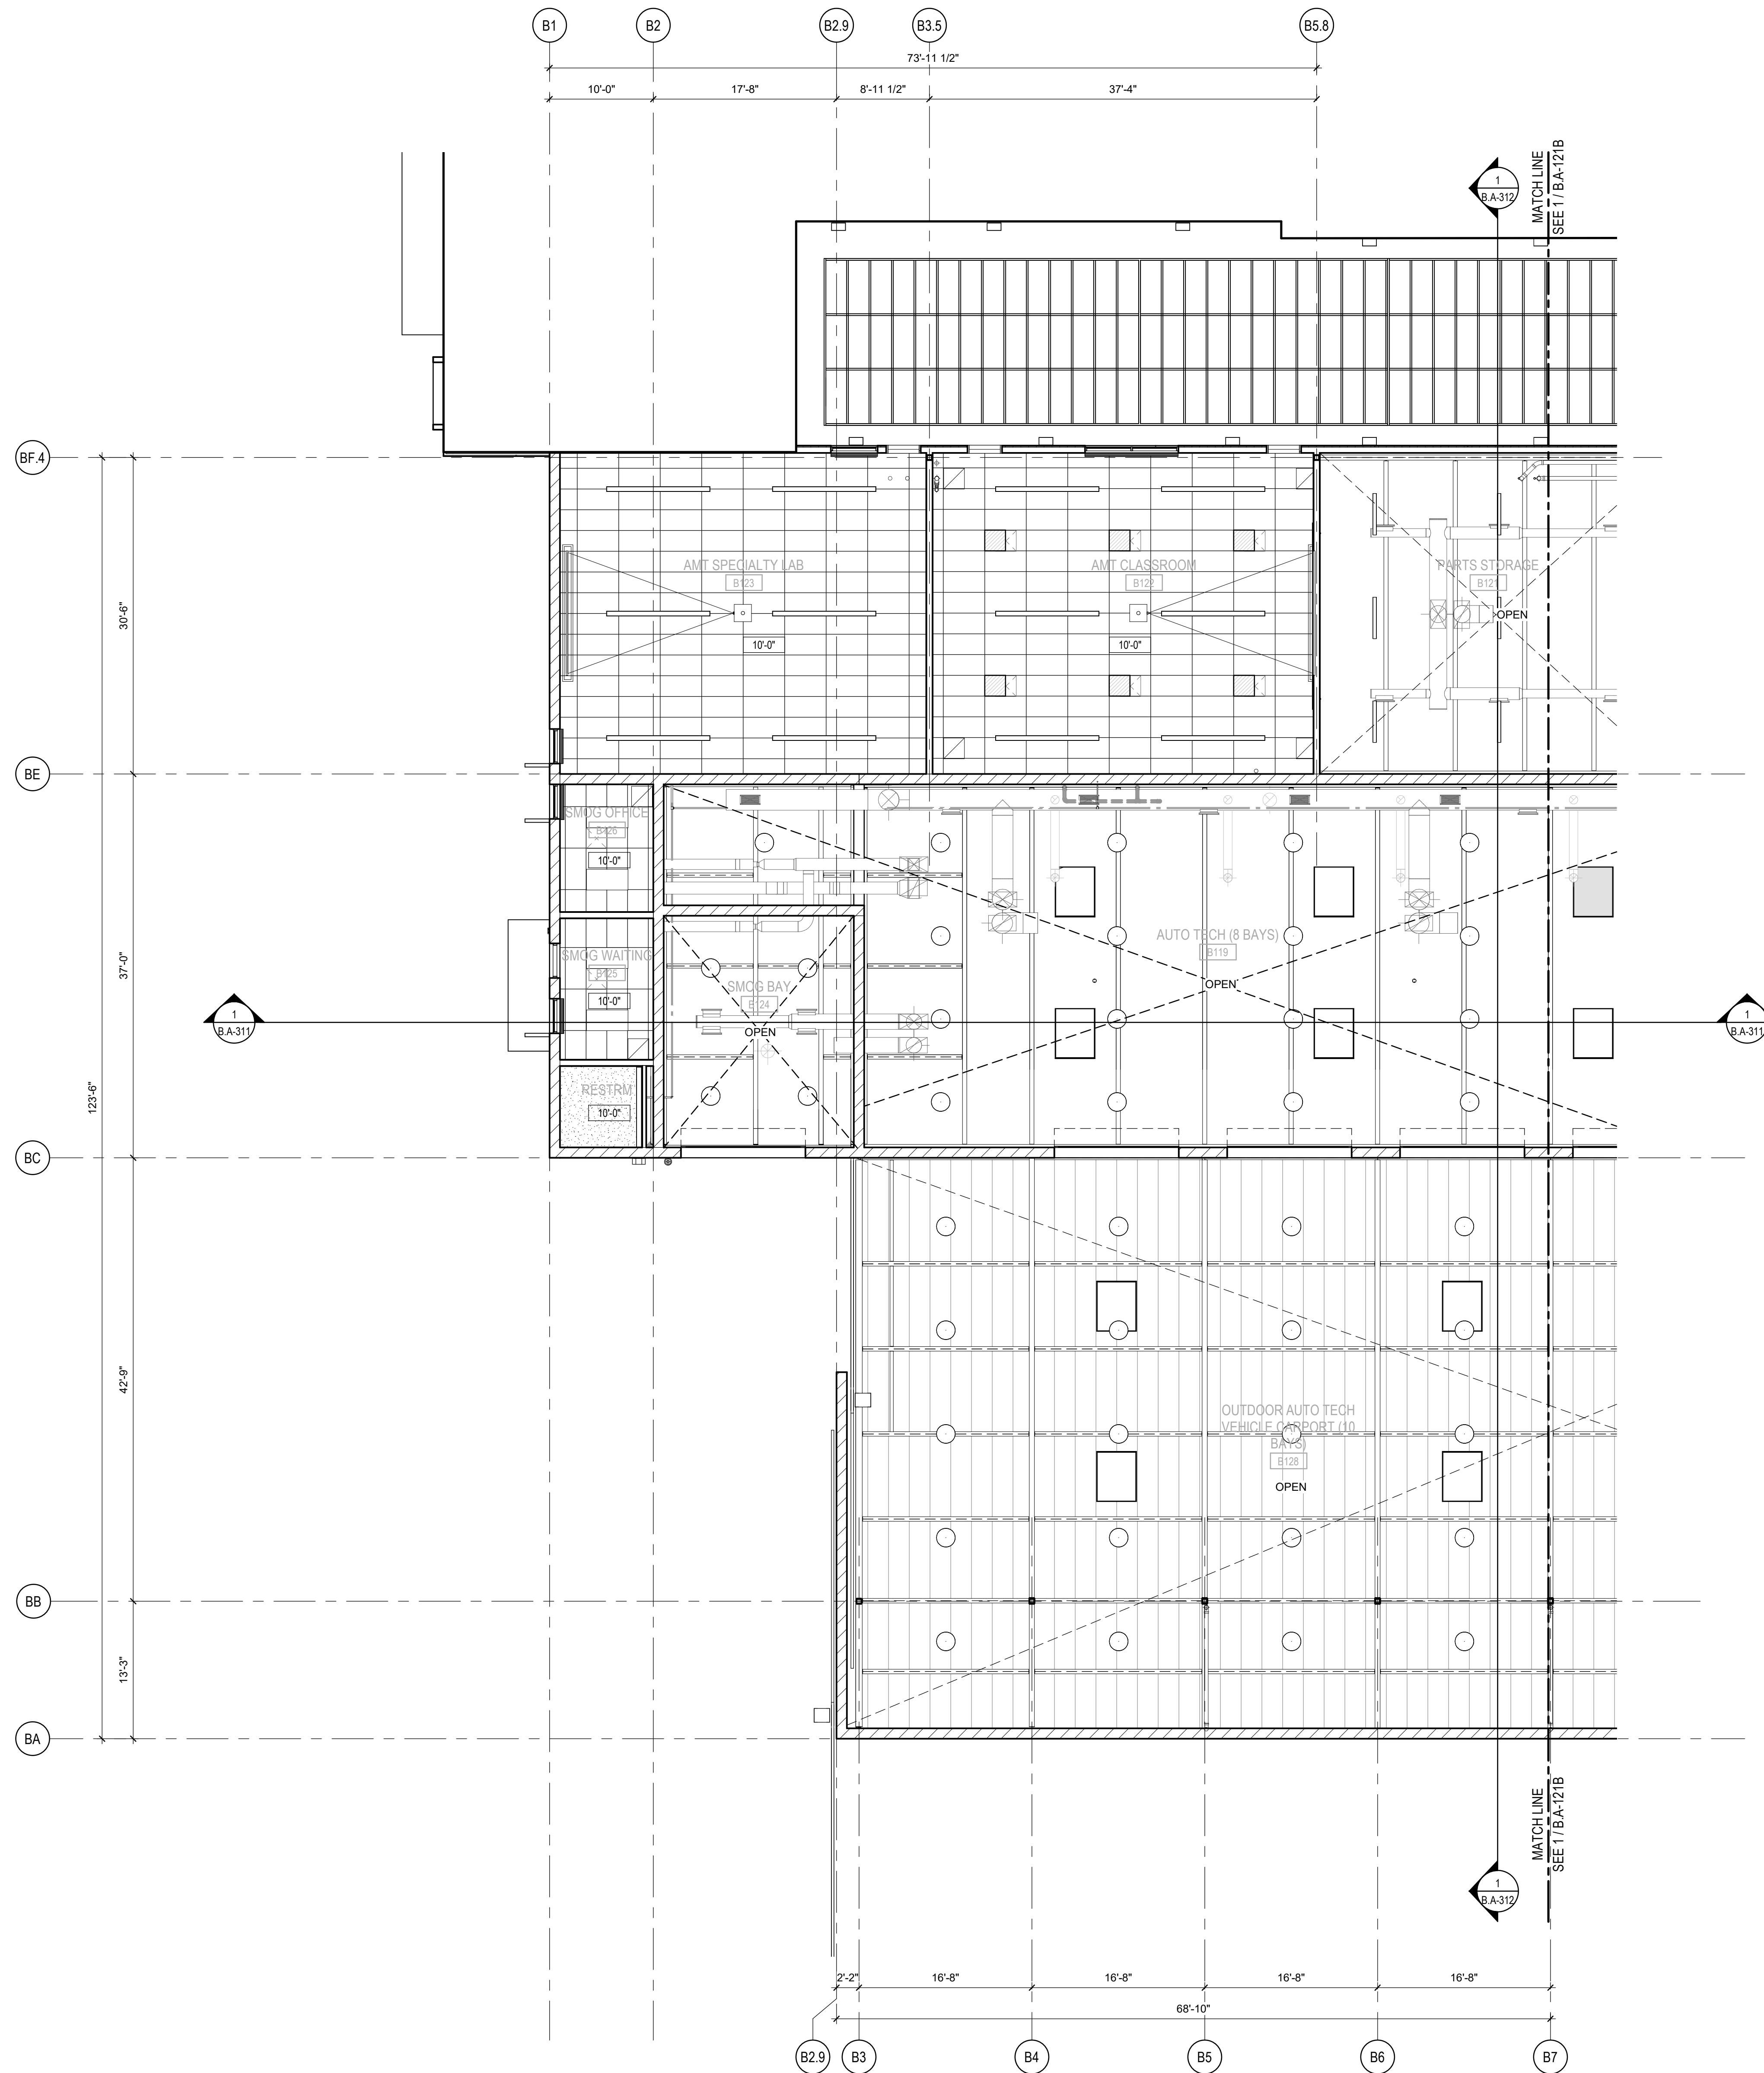 B1
B2
B2.9
B3.5
B5.8
73'-11 1/2"
10'-0"
17'-8"
8'-11 1/2"
37'-4"
MATCH LINE
SEE 1 / B.A-121B
1
B.A-312
BF.4
30'-6"
AMT SPECIALTY LAB
B123
10'-0"
AMT CLASSROOM
B122
10'-0"
PARTS STORAGE
B121
OPEN
BE
SMOG OFFICE
B126
10'-0"
37'-0"
SMOG WAITING
B125
10'-0"
SMOG BAY
B124
OPEN
AUTO TECH (8 BAYS)
B119
OPEN
1
B.A-311
1
B.A-311
RESTRM
10'-0"
123'-6"
BC
42'-9"
OUTDOOR AUTO TECH
VEHICLE CARPORT (10
BAYS)
B128
OPEN
BB
13'-3"
BA
MATCH LINE
SEE 1 / B.A-121B
1
B.A-312
2'-2"
16'-8"
16'-8"
16'-8"
16'-8"
68'-10"
B2.9
B3
B4
B5
B6
B7